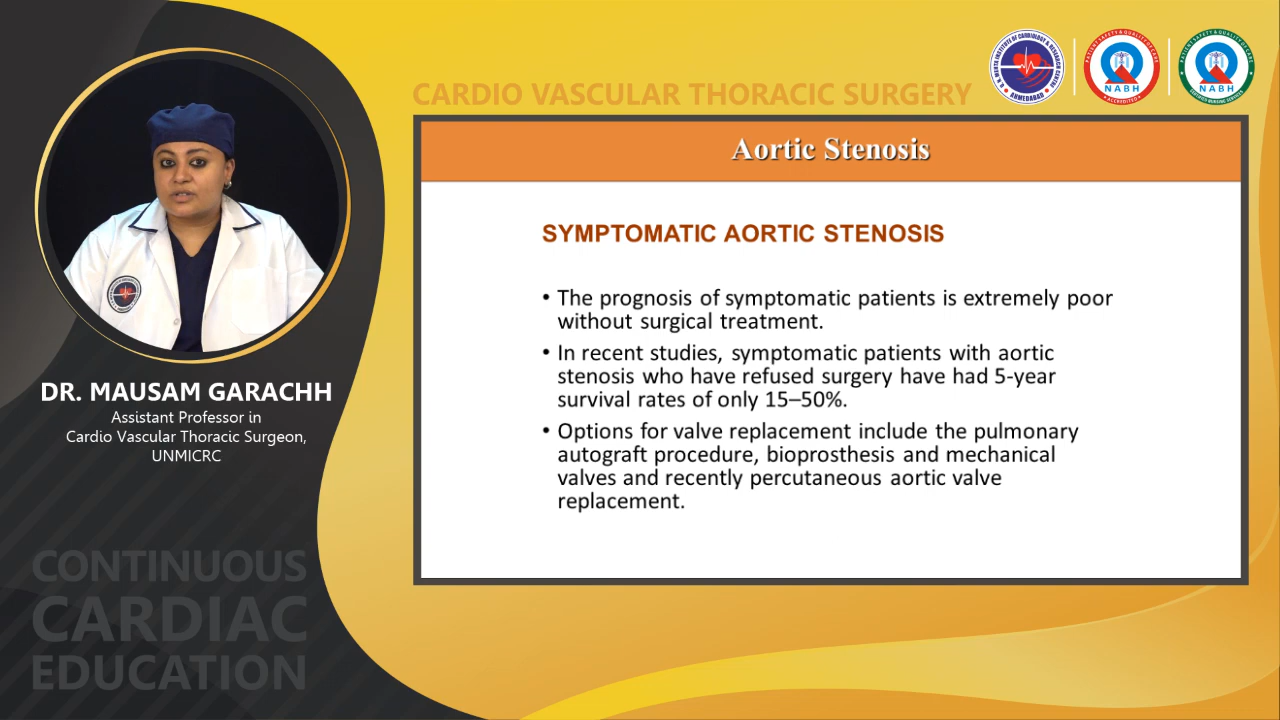 CARDIO VASCULAR THORACIC SURGERY
NABH
NABH
Aortic Stenosis
SYMPTOMATIC AORTIC STENOSIS
• The prognosis of symptomatic patients is extremely poor
without surgical treatment.
• In recent studies, symptomatic patients with aortic
stenosis who have refused surgery have had 5-year
survival rates of only 15–50%.
• Options for valve replacement include the pulmonary
autograft procedure, bioprosthesis and mechanical
valves and recently percutaneous aortic valve
replacement.
DR. MAUSAM GARACHH
Assistant Professor in
Cardio Vascular Thoracic Surgeon,
UNMICRC
CONTINUOUS
CARDIAC
EDUCATION